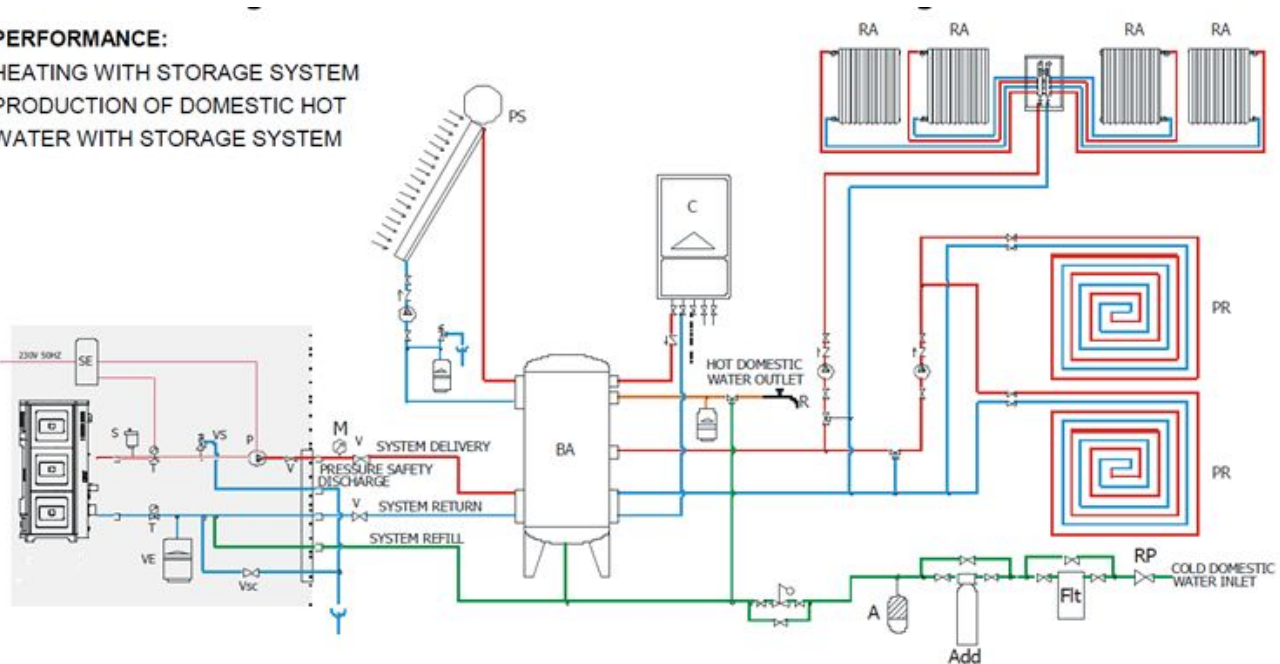 PERFORMANCE:
HEATING WITH STORAGE SYSTEM
PRODUCTION OF DOMESTIC HOT
WATER WITH STORAGE SYSTEM
RA
RA
RA
RA
PS
C
PR
230V 50HZ
SE
HOT DOMESTIC
WATER OUTLET
R
S
VS
P
M
V
SYSTEM DELIVERY
BA
T
V
PRESSURE SAFETY
DISCHARGE
PR
V
SYSTEM RETURN
T
SYSTEM REFILL
VE
Vsc
RP
COLD DOMESTIC
WATER INLET
A
Flt
Add